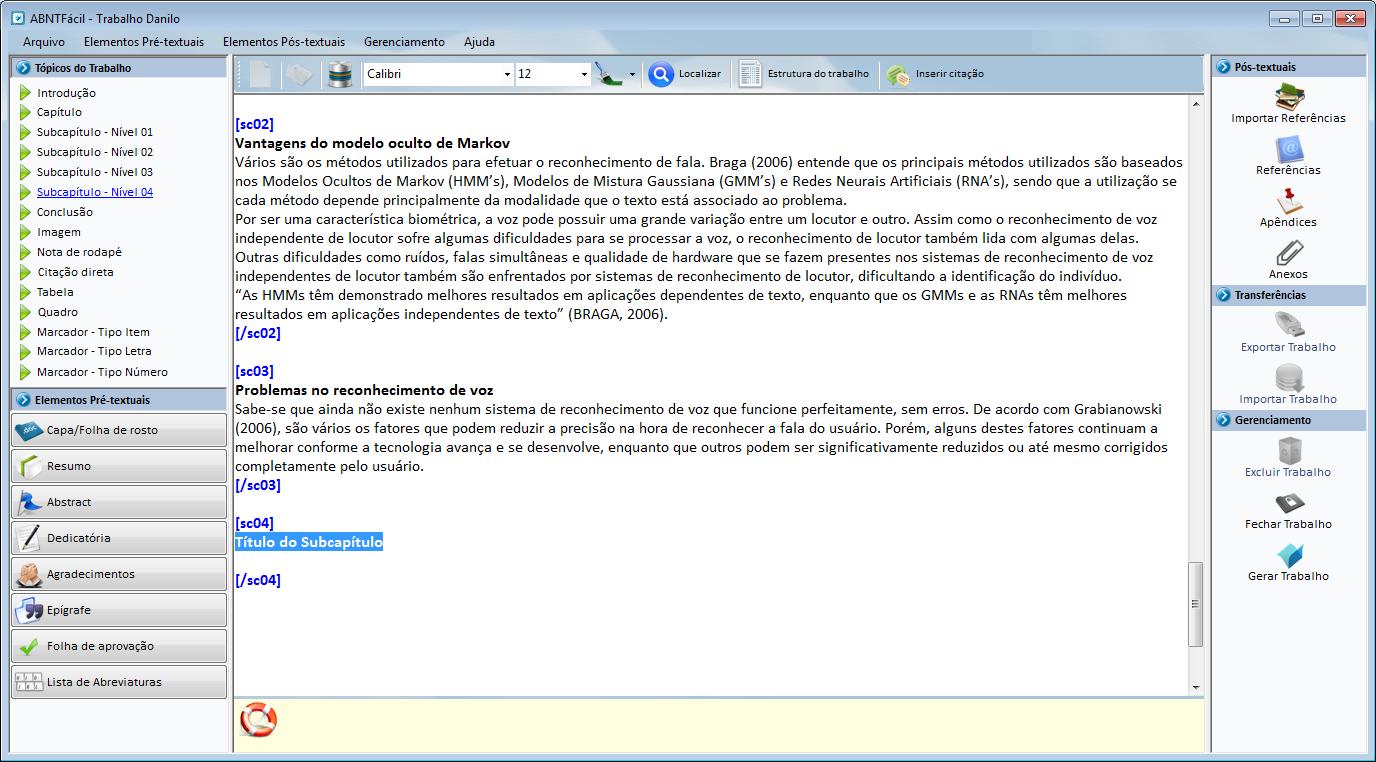 ABNTFácil - Trabalho Danilo
Arquivo Elementos Pré-textuais Elementos Pós-textuais Gerenciamento Ajuda
Tópicos do Trabalho
Introdução
Capítulo
Subcapítulo - Nível 01
Subcapítulo - Nível 02
Subcapítulo - Nível 03
Subcapítulo - Nível 04
Conclusão
Imagem
Nota de rodapé
Citação direta
Tabela
Quadro
Marcador - Tipo Item
Marcador - Tipo Letra
Marcador - Tipo Número
Elementos Pré-textuais
Capa/Folha de rosto
Resumo
Abstract
Dedicatória
Agradecimentos
Epígrafe
Folha de aprovação
Lista de Abreviaturas
Calibri 12 Localizar Estrutura do trabalho Inserir citação
[sc02]
Vantagens do modelo oculto de Markov
Vários são os métodos utilizados para efetuar o reconhecimento de fala. Braga (2006) entende que os principais métodos utilizados são baseados
nos Modelos Ocultos de Markov (HMM’s), Modelos de Mistura Gaussiana (GMM’s) e Redes Neurais Artificiais (RNA’s), sendo que a utilização se
cada método depende principalmente da modalidade que o texto está associado ao problema.
Por ser uma característica biométrica, a voz pode possuir uma grande variação entre um locutor e outro. Assim como o reconhecimento de voz
independente de locutor sofre algumas dificuldades para se processar a voz, o reconhecimento de locutor também lida com algumas delas.
Outras dificuldades como ruídos, falas simultâneas e qualidade de hardware que se fazem presentes nos sistemas de reconhecimento de voz
independentes de locutor também são enfrentados por sistemas de reconhecimento de locutor, dificultando a identificação do indivíduo.
“As HMMs têm demonstrado melhores resultados em aplicações dependentes de texto, enquanto que os GMMs e as RNAs têm melhores
resultados em aplicações independentes de texto” (BRAGA, 2006).
[/sc02]
[sc03]
Problemas no reconhecimento de voz
Sabe-se que ainda não existe nenhum sistema de reconhecimento de voz que funcione perfeitamente, sem erros. De acordo com Grabianowski
(2006), são vários os fatores que podem reduzir a precisão na hora de reconhecer a fala do usuário. Porém, alguns destes fatores continuam a
melhorar conforme a tecnologia avança e se desenvolve, enquanto que outros podem ser significativamente reduzidos ou até mesmo corrigidos
completamente pelo usuário.
[/sc03]
[sc04]
Título do Subcapítulo
[/sc04]
Pós-textuais
Importar Referências
Referências
Apêndices
Anexos
Transferências
Exportar Trabalho
Importar Trabalho
Gerenciamento
Excluir Trabalho
Fechar Trabalho
Gerar Trabalho